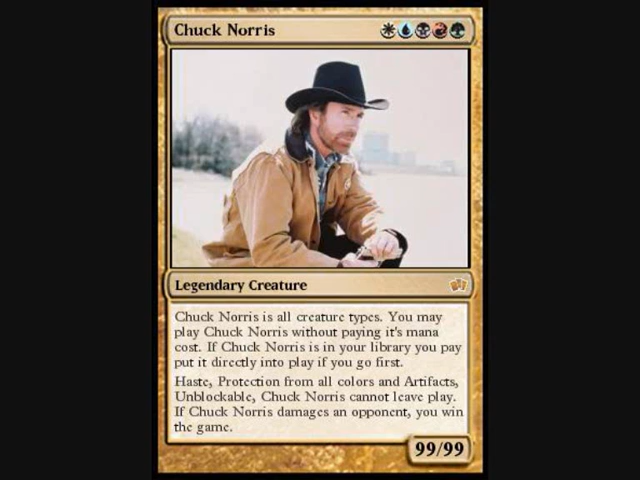 Chuck Norris
Legendary Creature
Chuck Norris is all creature types. You may
play Chuck Norris without paying it's mana
cost. If Chuck Norris is in your library you pay
put it directly into play if you go first.
Haste, Protection from all colors and Artifacts,
Unblockable, Chuck Norris cannot leave play.
If Chuck Norris damages an opponent, you win
the game.
99/99